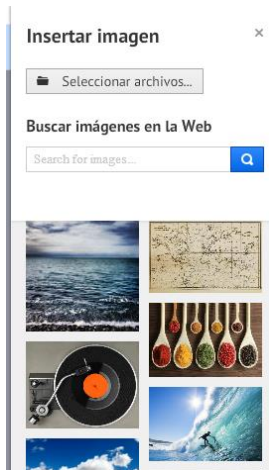 Insertar imagen ×
Seleccionar archivos...
Buscar imágenes en la Web
Search for images...